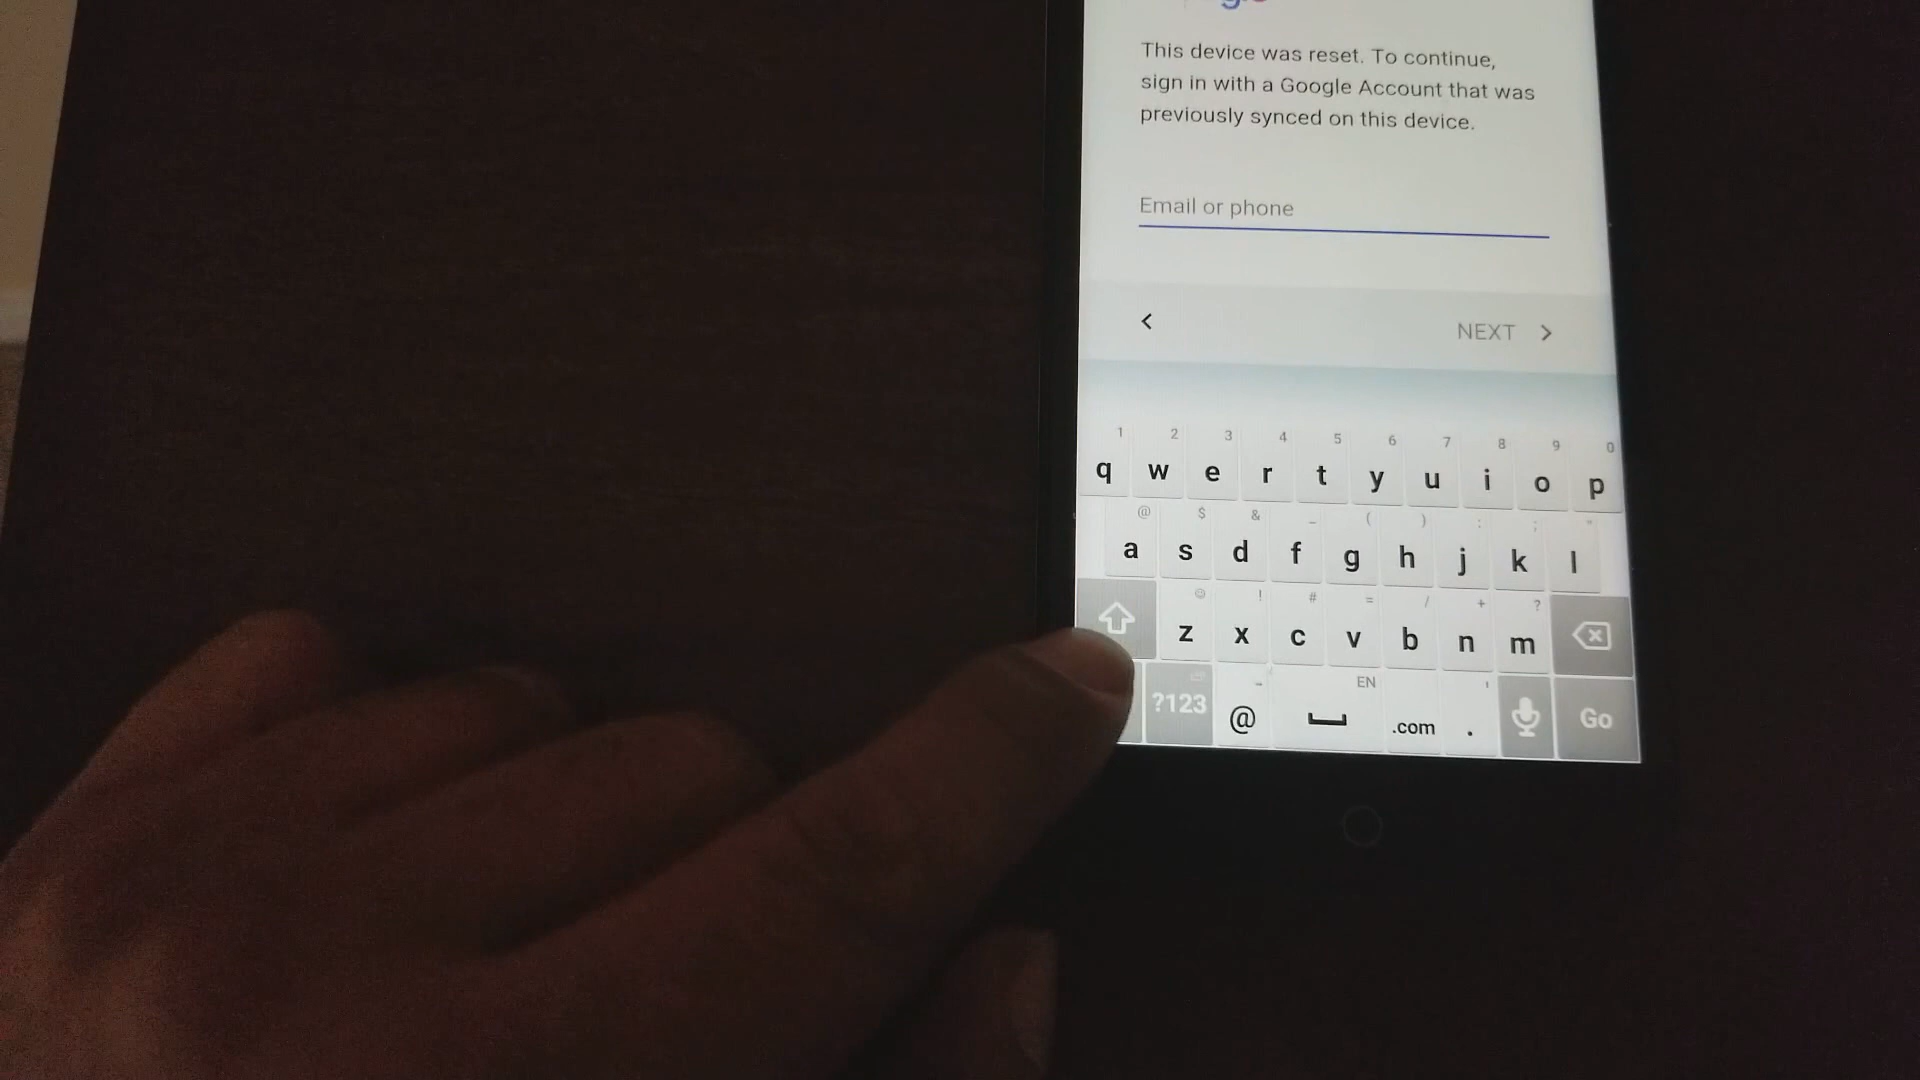 This device was reset. To continue,
sign in with a Google Account that was
previously synced on this device.
Email or phone
NEXT
1 2 3 4 5 6 7 8 9 0
q w e r t y u i o p
@ $ & _ ( ) : ; "
a s d f g h j k l
! # = / + ?
z x c v b n m
- EN '
?123 @ .com . Go